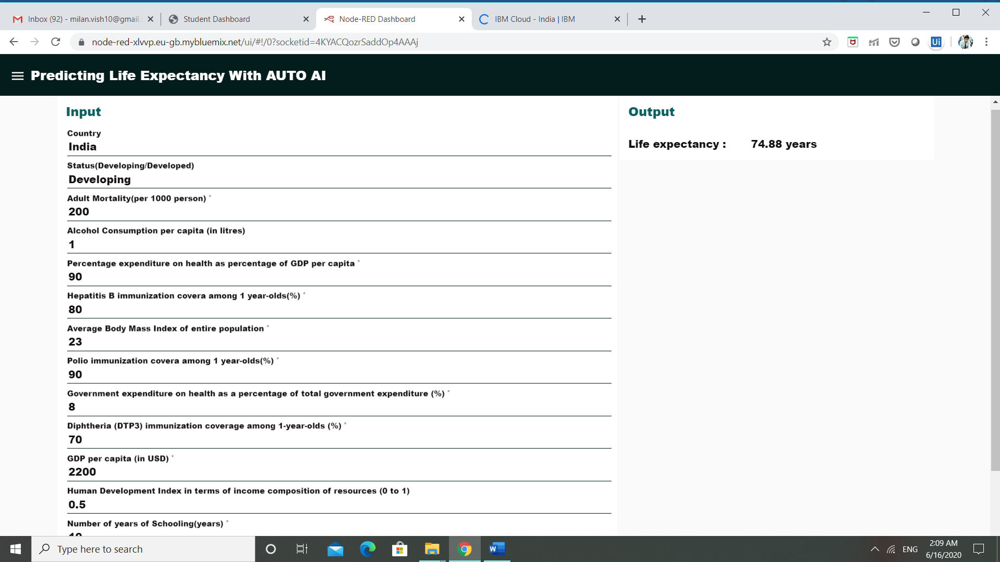 Inbox (92) - milan.vish10@gmail.
Student Dashboard
Node-RED Dashboard
IBM Cloud - India | IBM
node-red-xlvvp.eu-gb.mybluemix.net/ui/#!/0?socketid=4KYACQozrSaddOp4AAAj
Ui
Predicting Life Expectancy With AUTO AI
Input
Country
India
Status(Developing/Developed)
Developing
Adult Mortality(per 1000 person) *
200
Alcohol Consumption per capita (in litres)
1
Percentage expenditure on health as percentage of GDP per capita *
90
Hepatitis B immunization covera among 1 year-olds(%) *
80
Average Body Mass Index of entire population *
23
Polio immunization covera among 1 year-olds(%) *
90
Government expenditure on health as a percentage of total government expenditure (%) *
8
Diphtheria (DTP3) immunization coverage among 1-year-olds (%) *
70
GDP per capita (in USD) *
2200
Human Development Index in terms of income composition of resources (0 to 1)
0.5
Number of years of Schooling(years) *
Output
Life expectancy : 74.88 years
Type here to search
W
ENG
2:09 AM
6/16/2020